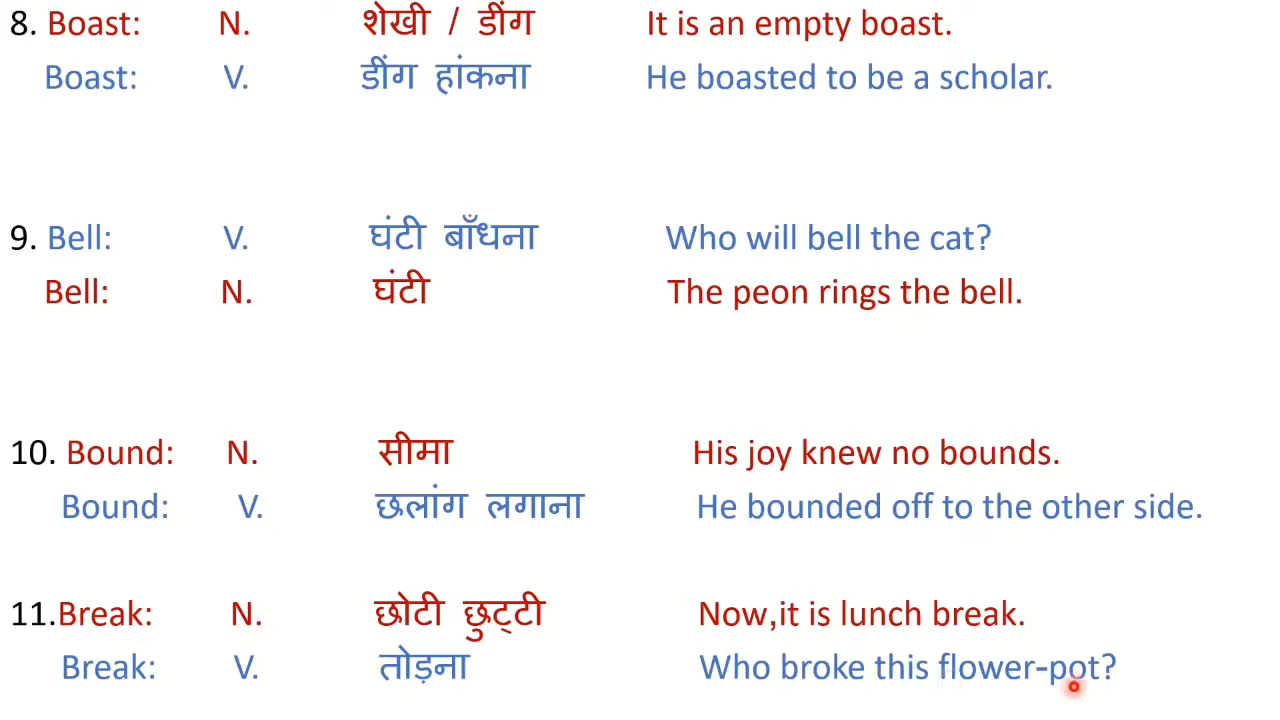 8. Boast: N. शेखी / डींग It is an empty boast.
Boast: V. डींग हांकना He boasted to be a scholar.
9. Bell: V. घंटी बाँधना Who will bell the cat?
Bell: N. घंटी The peon rings the bell.
10. Bound: N. सीमा His joy knew no bounds.
Bound: V. छलांग लगाना He bounded off to the other side.
11.Break: N. छोटी छुट्टी Now,it is lunch break.
Break: V. तोड़ना Who broke this flower-pot?